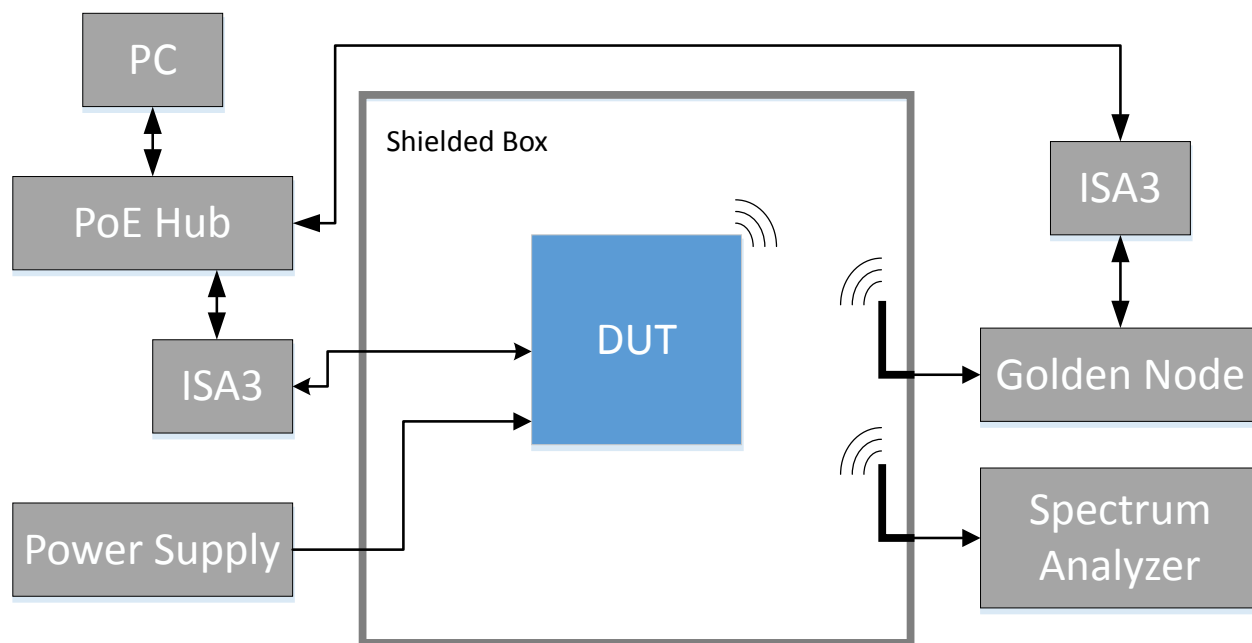 PC
Shielded Box
PoE Hub
ISA3
DUT
ISA3
Golden Node
Power Supply
Spectrum
Analyzer